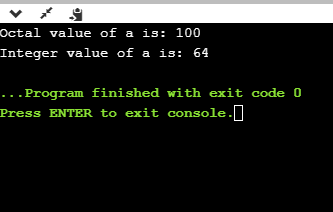 Octal value of a is: 100
Integer value of a is: 64
...Program finished with exit code 0
Press ENTER to exit console.